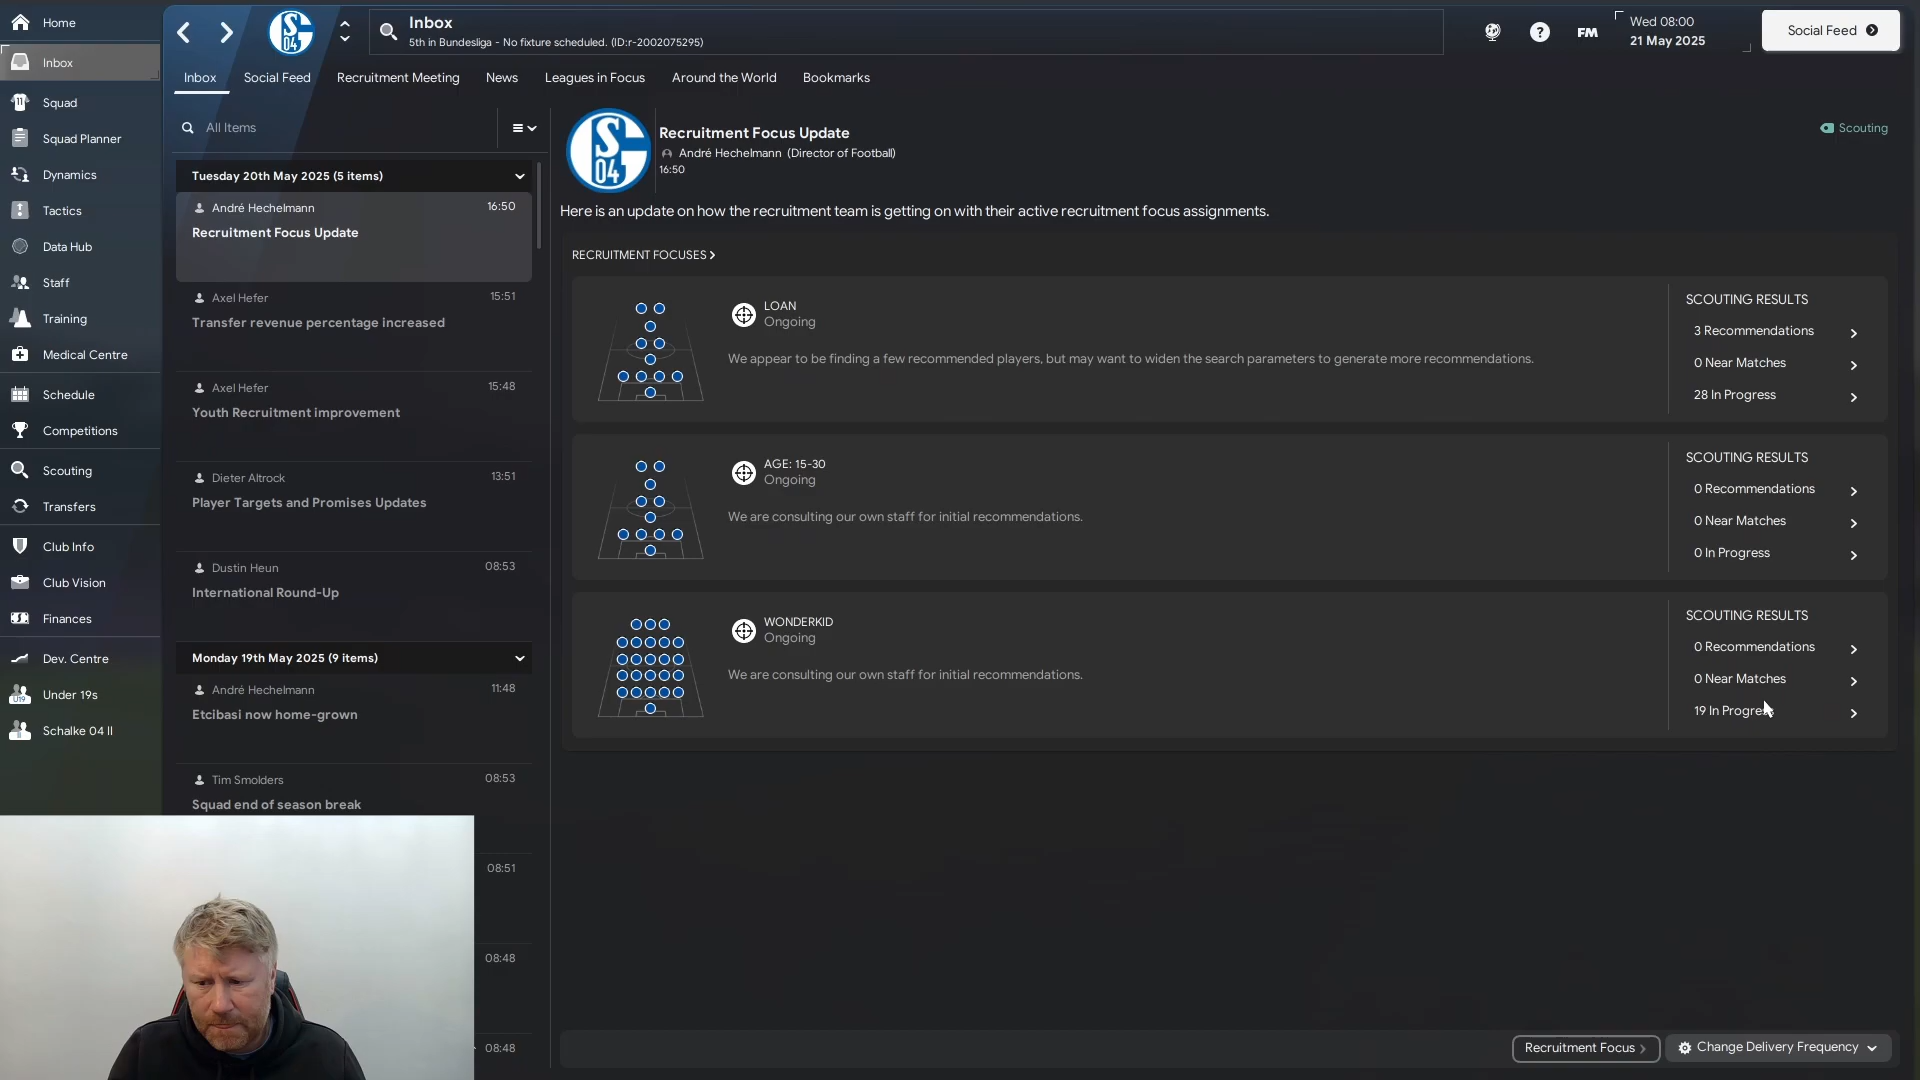 Home
Inbox
Squad
Squad Planner
Dynamics
Tactics
Data Hub
Staff
Training
Medical Centre
Schedule
Competitions
Scouting
Transfers
Club Info
Club Vision
Finances
Dev. Centre
Under 19s
Schalke 04 II
Inbox
5th in Bundesliga - No fixture scheduled. (ID:r-2002075295)
FM
Wed 08:00
21 May 2025
Social Feed
Inbox
Social Feed
Recruitment Meeting
News
Leagues in Focus
Around the World
Bookmarks
All Items
Tuesday 20th May 2025 (5 items)
André Hechelmann 16:50
Recruitment Focus Update
Axel Hefer 15:51
Transfer revenue percentage increased
Axel Hefer 15:48
Youth Recruitment improvement
Dieter Altrock 13:51
Player Targets and Promises Updates
Dustin Heun 08:53
International Round-Up
Monday 19th May 2025 (9 items)
André Hechelmann 11:48
Etcibasi now home-grown
Tim Smolders 08:53
Squad end of season break
08:51
08:48
08:48
Recruitment Focus Update
André Hechelmann (Director of Football)
16:50
Scouting
Here is an update on how the recruitment team is getting on with their active recruitment focus assignments.
RECRUITMENT FOCUSES
LOAN
Ongoing
We appear to be finding a few recommended players, but may want to widen the search parameters to generate more recommendations.
SCOUTING RESULTS
3 Recommendations
0 Near Matches
28 In Progress
AGE: 15-30
Ongoing
We are consulting our own staff for initial recommendations.
SCOUTING RESULTS
0 Recommendations
0 Near Matches
0 In Progress
WONDERKID
Ongoing
We are consulting our own staff for initial recommendations.
SCOUTING RESULTS
0 Recommendations
0 Near Matches
19 In Progress
Recruitment Focus
Change Delivery Frequency